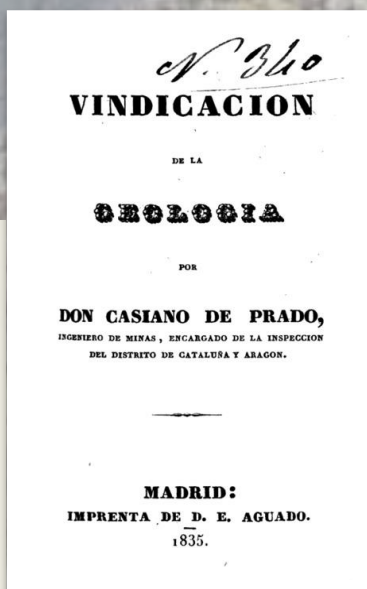 N. 340
VINDICACION
DE LA
GEOLOGIA
POR
DON CASIANO DE PRADO,
INGENIERO DE MINAS, ENCARGADO DE LA INSPECCION
DEL DISTRITO DE CATALUÑA Y ARAGON.
MADRID:
IMPRENTA DE D. E. AGUADO.
1835.